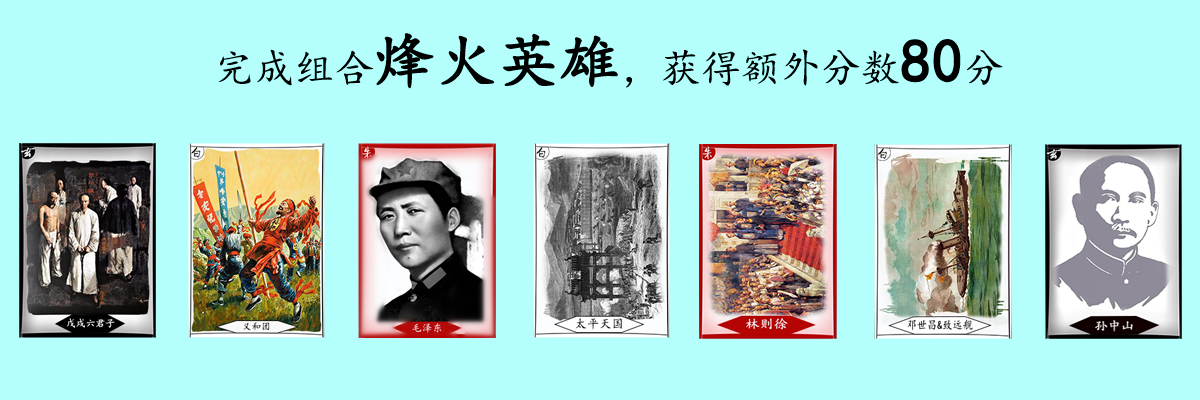 完成组合烽火英雄，获得额外分数80分
玄
白
朱
白
朱
白
玄
戊戌六君子
义和团
毛泽东
太平天国
林则徐
邓世昌&致远舰
孙中山